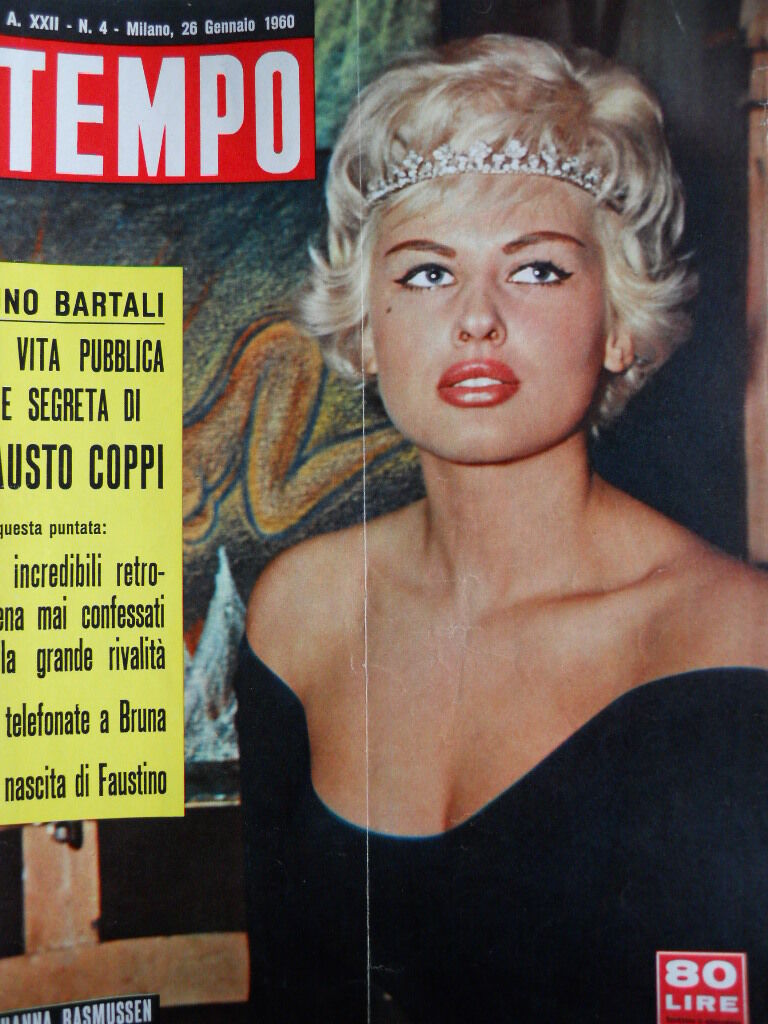 A. XXII - N. 4 - Milano, 26 Gennaio 1960
TEMPO
NO BARTALI
VITA PUBBLICA
E SEGRETA DI
AUSTO COPPI
questa puntata:
incredibili retro-
ena mai confessati
la grande rivalità
telefonate a Bruna
nascita di Faustino
ANNA RASMUSSEN
80
LIRE